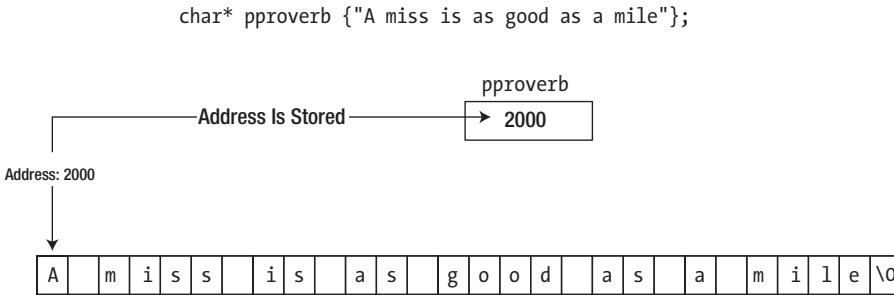 char* pproverb {"A miss is as good as a mile"};
pproverb
Address Is Stored 2000
Address: 2000
A m i s s i s a s g o o d a s a m i l e \0